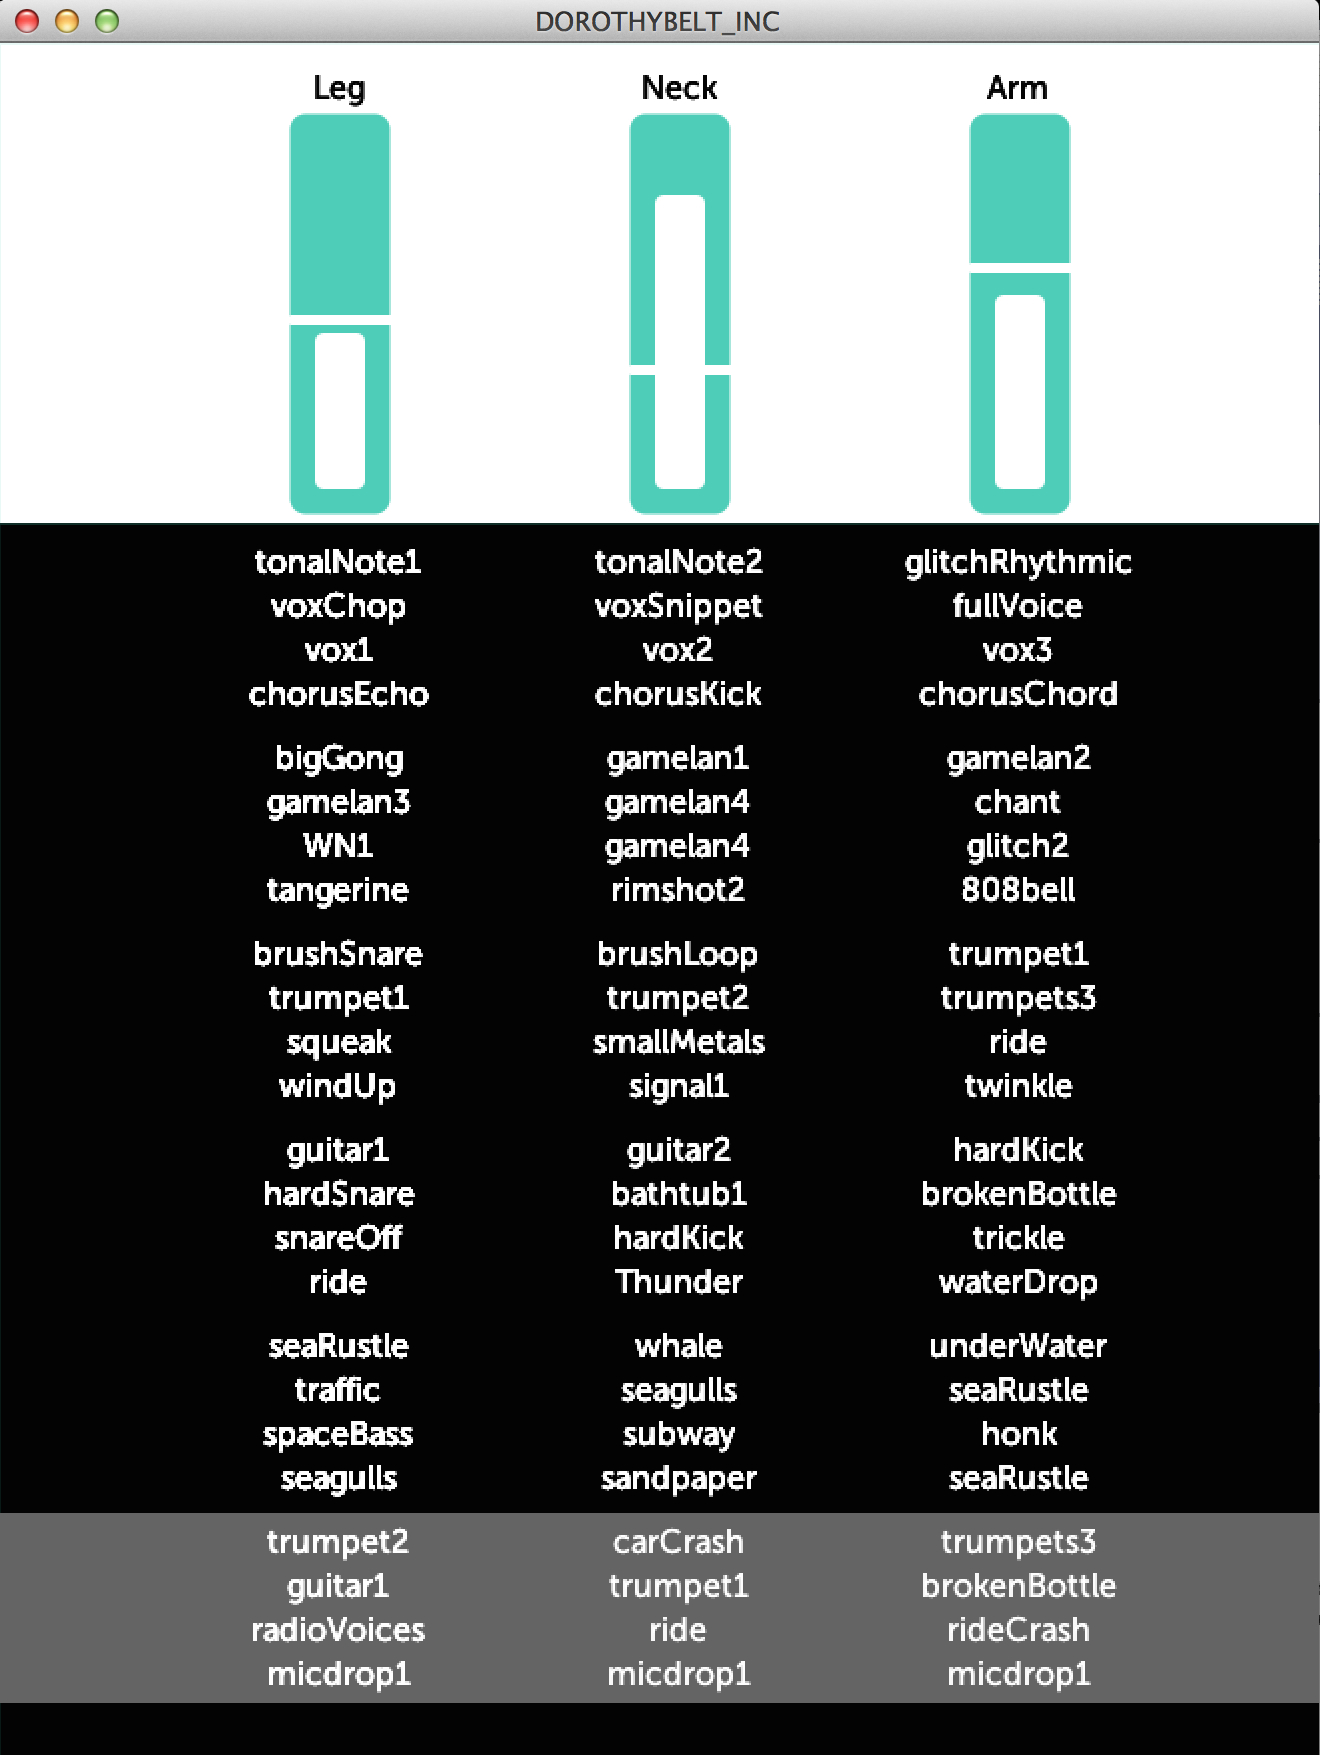 DOROTHYBELT_INC
Leg Neck Arm
tonalNote1 tonalNote2 glitchRhythmic
voxChop voxSnippet fullVoice
vox1 vox2 vox3
chorusEcho chorusKick chorusChord
bigGong gamelan1 gamelan2
gamelan3 gamelan4 chant
WN1 gamelan4 glitch2
tangerine rimshot2 808bell
brushSnare brushLoop trumpet1
trumpet1 trumpet2 trumpets3
squeak smallMetals ride
windUp signal1 twinkle
guitar1 guitar2 hardKick
hardSnare bathtub1 brokenBottle
snareOff hardKick trickle
ride Thunder waterDrop
seaRustle whale underWater
traffic seagulls seaRustle
spaceBass subway honk
seagulls sandpaper seaRustle
trumpet2 carCrash trumpets3
guitar1 trumpet1 brokenBottle
radioVoices ride rideCrash
micdrop1 micdrop1 micdrop1